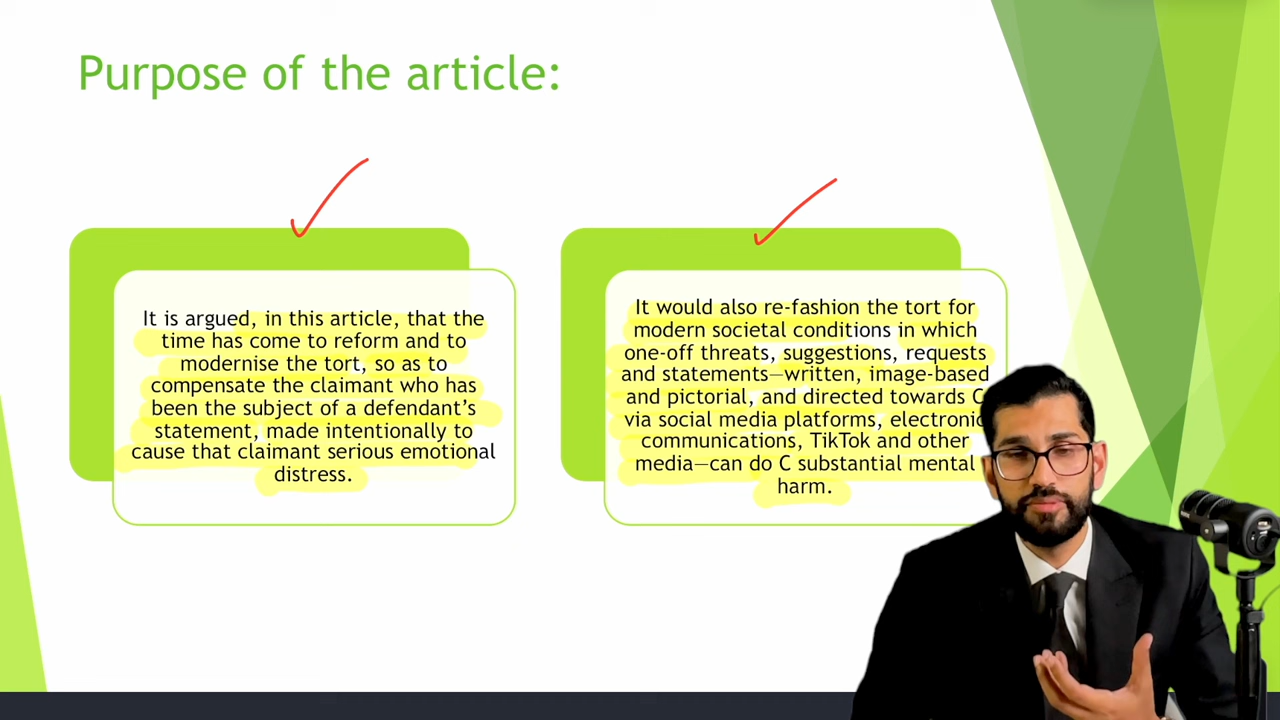 Purpose of the article:
It is argued, in this article, that the
time has come to reform and to
modernise the tort, so as to
compensate the claimant who has
been the subject of a defendant’s
statement, made intentionally to
cause that claimant serious emotional
distress.
It would also re-fashion the tort for
modern societal conditions in which
one-off threats, suggestions, requests
and statements—written, image-based
and pictorial, and directed towards C
via social media platforms, electronic
communications, TikTok and other
media—can do C substantial mental
harm.